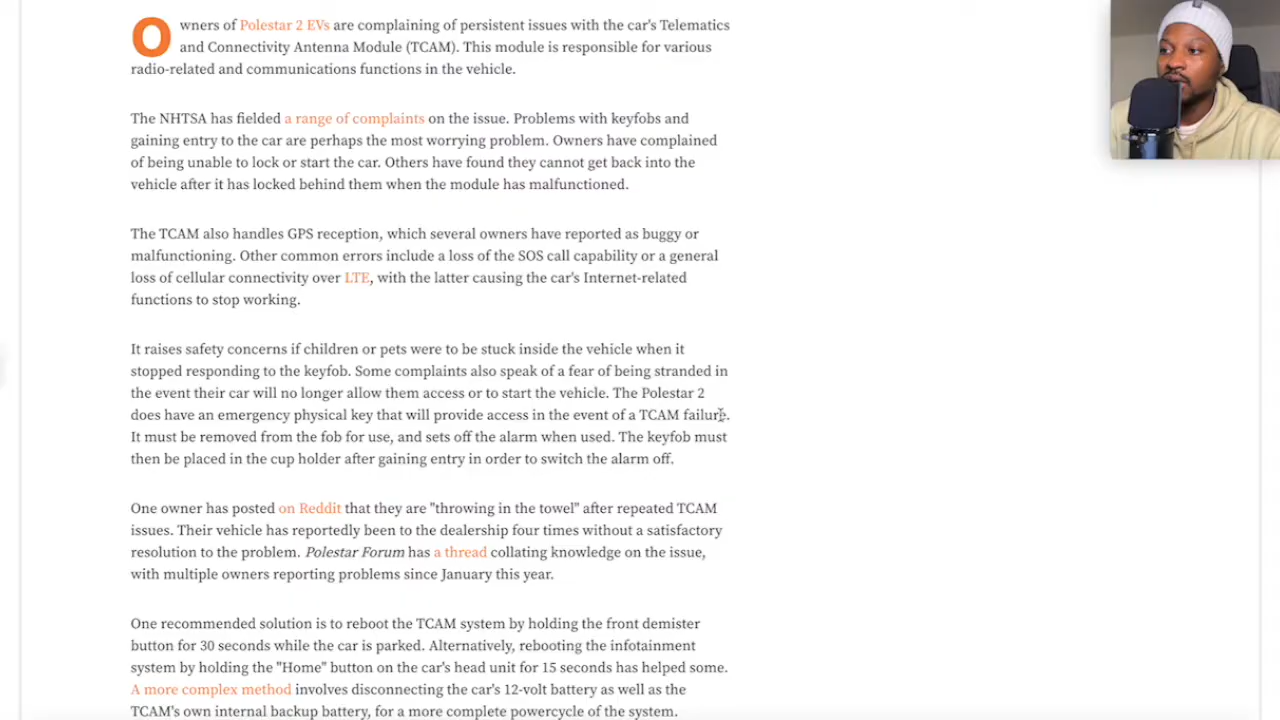 Owners of Polestar 2 EVs are complaining of persistent issues with the car's Telematics
and Connectivity Antenna Module (TCAM). This module is responsible for various
radio-related and communications functions in the vehicle.
The NHTSA has fielded a range of complaints on the issue. Problems with keyfobs and
gaining entry to the car are perhaps the most worrying problem. Owners have complained
of being unable to lock or start the car. Others have found they cannot get back into the
vehicle after it has locked behind them when the module has malfunctioned.
The TCAM also handles GPS reception, which several owners have reported as buggy or
malfunctioning. Other common errors include a loss of the SOS call capability or a general
loss of cellular connectivity over LTE, with the latter causing the car's Internet-related
functions to stop working.
It raises safety concerns if children or pets were to be stuck inside the vehicle when it
stopped responding to the keyfob. Some complaints also speak of a fear of being stranded in
the event their car will no longer allow them access or to start the vehicle. The Polestar 2
does have an emergency physical key that will provide access in the event of a TCAM failure.
It must be removed from the fob for use, and sets off the alarm when used. The keyfob must
then be placed in the cup holder after gaining entry in order to switch the alarm off.
One owner has posted on Reddit that they are "throwing in the towel" after repeated TCAM
issues. Their vehicle has reportedly been to the dealership four times without a satisfactory
resolution to the problem. Polestar Forum has a thread collating knowledge on the issue,
with multiple owners reporting problems since January this year.
One recommended solution is to reboot the TCAM system by holding the front demister
button for 30 seconds while the car is parked. Alternatively, rebooting the infotainment
system by holding the "Home" button on the car's head unit for 15 seconds has helped some.
A more complex method involves disconnecting the car's 12-volt battery as well as the
TCAM's own internal backup battery, for a more complete powercycle of the system.